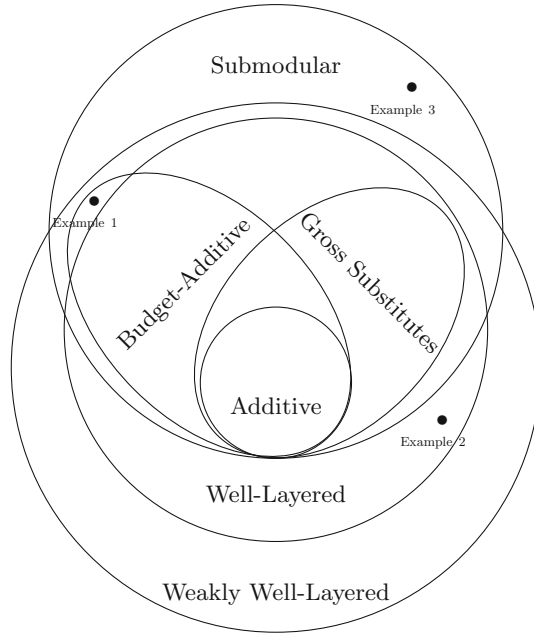 Submodular
Example 3
Example 1
Budget-Additive
Gross Substitutes
Additive
Example 2
Well-Layered
Weakly Well-Layered